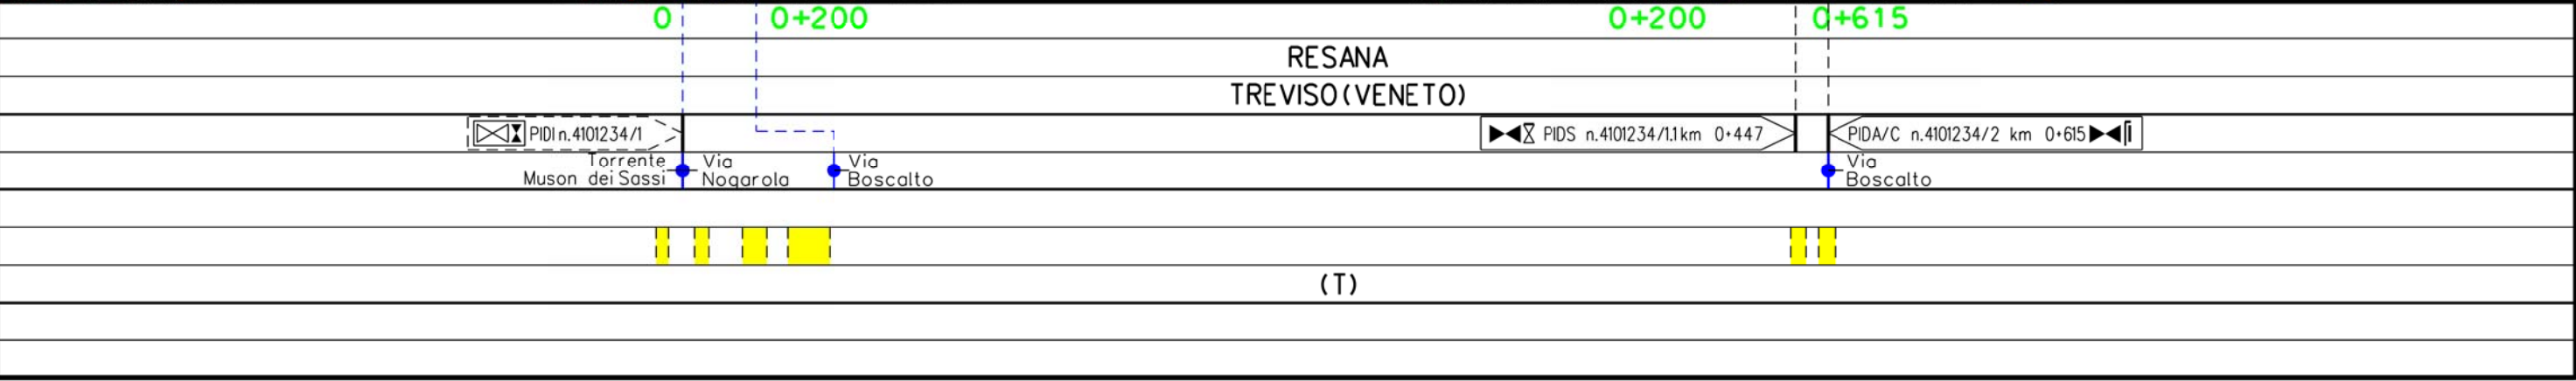 0 0+200 0+200 0+615
RESANA
TREVISO (VENETO)
PIDI n.4101234/1 PIDS n.4101234/1.1 km 0+447 PIDA/C n.4101234/2 km 0+615
Torrente Via Via Via
Muson dei Sassi Nogarola Boscalto Boscalto
(T)